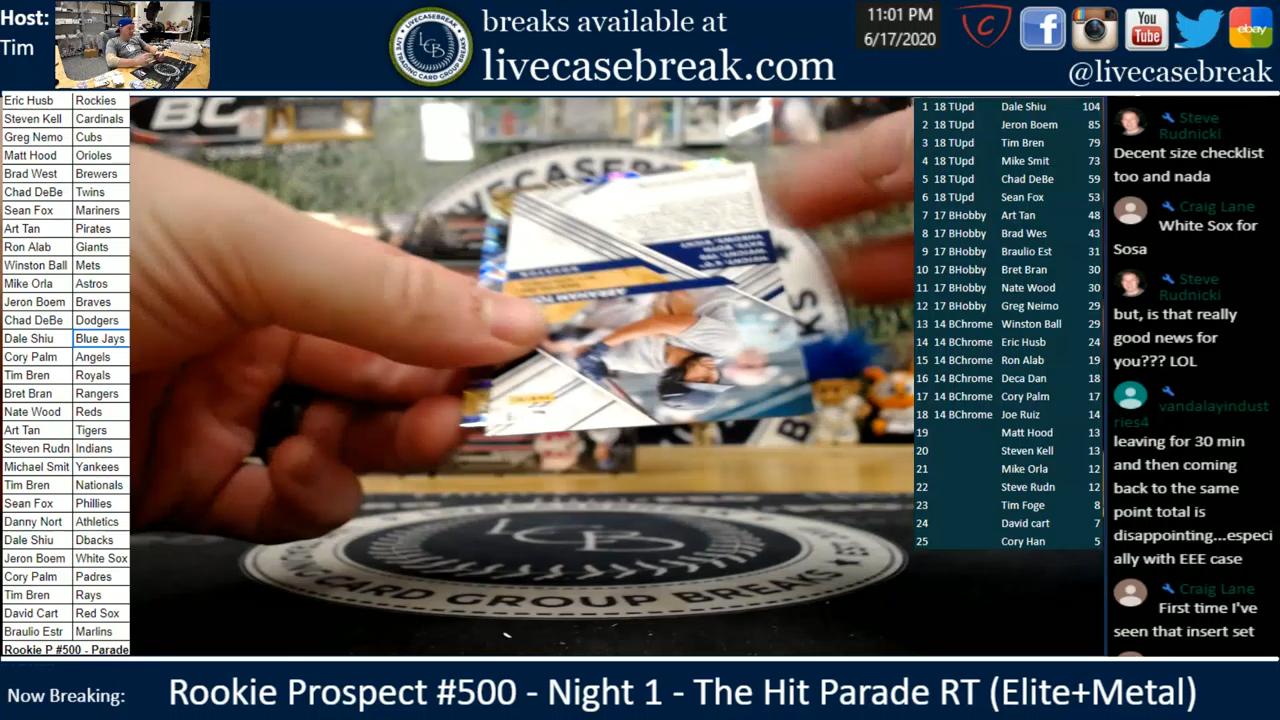 Host:
Tim
LIVECASEBREAK
LCB
breaks available at
livecasebreak.com
11:01 PM
6/17/2020
You
Tube
ebay
@livecasebreak
Eric Husb Rockies
Steven Kell Cardinals
Greg Nemo Cubs
Matt Hood Orioles
Brad West Brewers
Chad DeBe Twins
Sean Fox Mariners
Art Tan Pirates
Ron Alab Giants
Winston Ball Mets
Mike Orla Astros
Jeron Boem Braves
Chad DeBe Dodgers
Dale Shiu Blue Jays
Cory Palm Angels
Tim Bren Royals
Bret Bran Rangers
Nate Wood Reds
Art Tan Tigers
Steven Rudn Indians
Michael Smit Yankees
Tim Bren Nationals
Sean Fox Phillies
Danny Nort Athletics
Dale Shiu Dbacks
Jeron Boem White Sox
Cory Palm Padres
Tim Bren Rays
David Cart Red Sox
Braulio Estr Marlins
Rookie P #500 - Parade
LCB
CARD GROUP BREAKS
1 18 TUpd Dale Shiu 104
2 18 TUpd Jeron Boem 85
3 18 TUpd Tim Bren 79
4 18 TUpd Mike Smit 73
5 18 TUpd Chad DeBe 59
6 18 TUpd Sean Fox 53
7 17 BHobby Art Tan 48
8 17 BHobby Brad Wes 43
9 17 BHobby Braulio Est 31
10 17 BHobby Bret Bran 30
11 17 BHobby Nate Wood 30
12 17 BHobby Greg Neimo 29
13 14 BChrome Winston Ball 29
14 14 BChrome Eric Husb 24
15 14 BChrome Ron Alab 19
16 14 BChrome Deca Dan 18
17 14 BChrome Cory Palm 17
18 14 BChrome Joe Ruiz 14
19 Matt Hood 13
20 Steven Kell 13
21 Mike Orla 12
22 Steve Rudn 12
23 Tim Foge 8
24 David cart 7
25 Cory Han 5
Steve
Rudnicki
Decent size checklist
too and nada
Craig Lane
White Sox for
Sosa
Steve
Rudnicki
but, is that really
good news for
you??? LOL
vandalayindust
ries4
leaving for 30 min
and then coming
back to the same
point total is
disappointing...especi
ally with EEE case
Craig Lane
First time I've
seen that insert set
Now Breaking:
Rookie Prospect #500 - Night 1 - The Hit Parade RT (Elite+Metal)